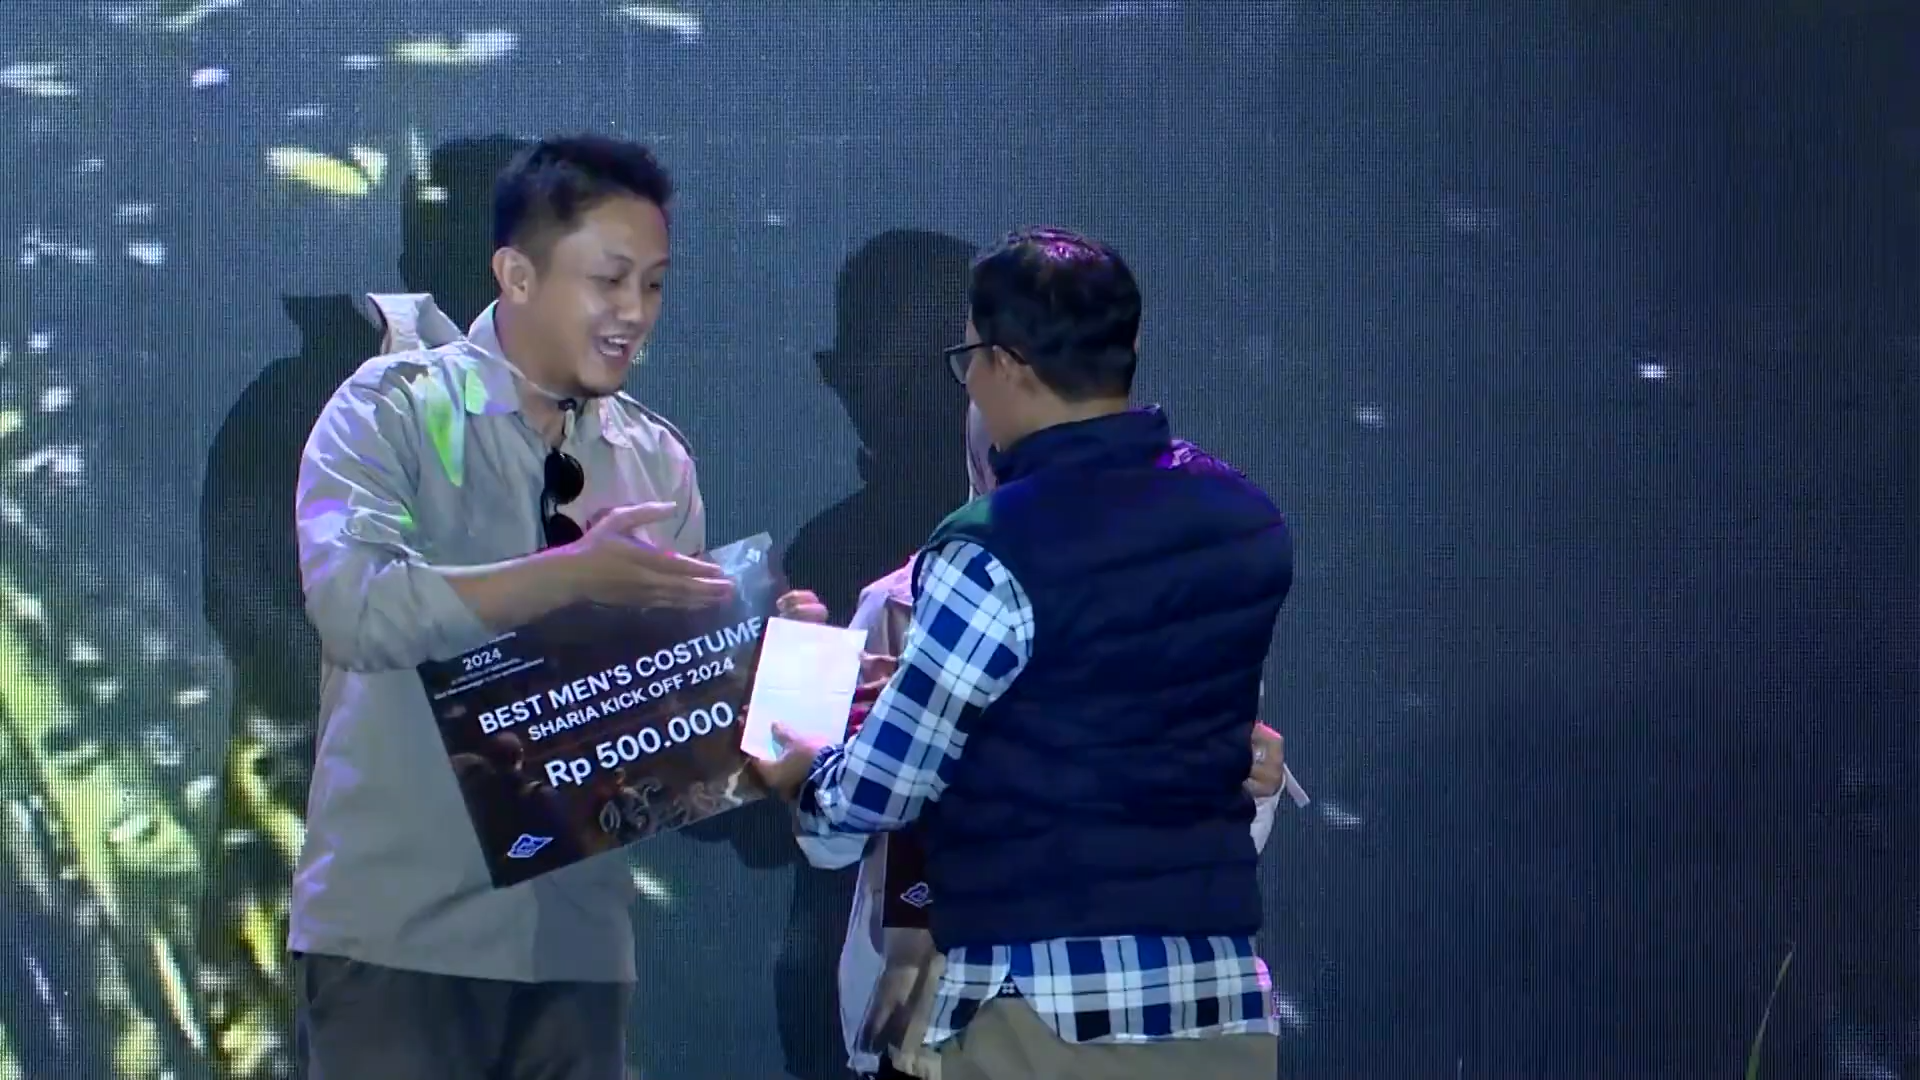 2024
BEST MEN'S COSTUME
SHARIA KICK OFF 2024
Rp 500.000